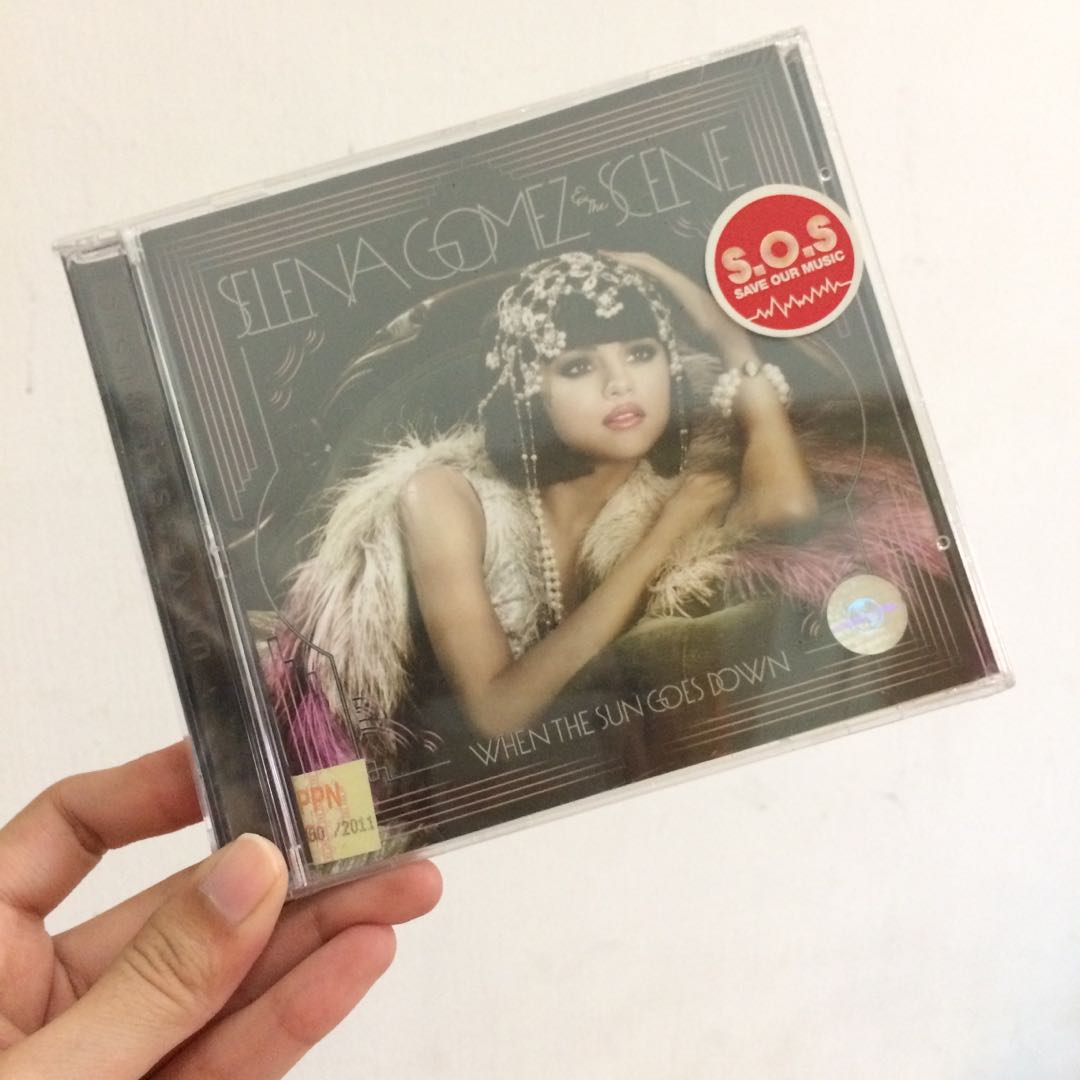 SELENA GOMEZ & The SCENE
S.O.S
SAVE OUR MUSIC
WHEN THE SUN GOES DOWN
PPN
/2011